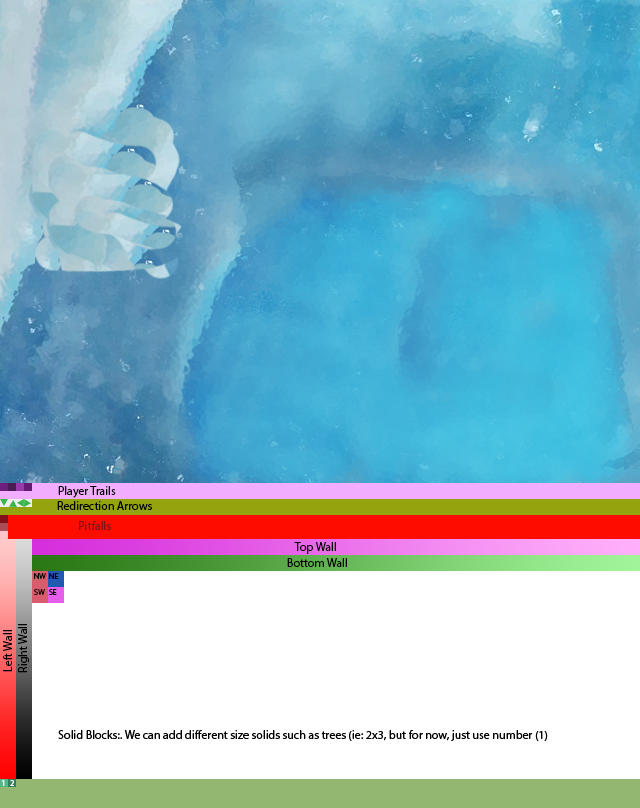 Player Trails
Redirection Arrows
Pitfalls
Top Wall
Bottom Wall
NW NE
SW SE
Left Wall
Right Wall
Solid Blocks:. We can add different size solids such as trees (ie: 2x3, but for now, just use number (1)
1 2